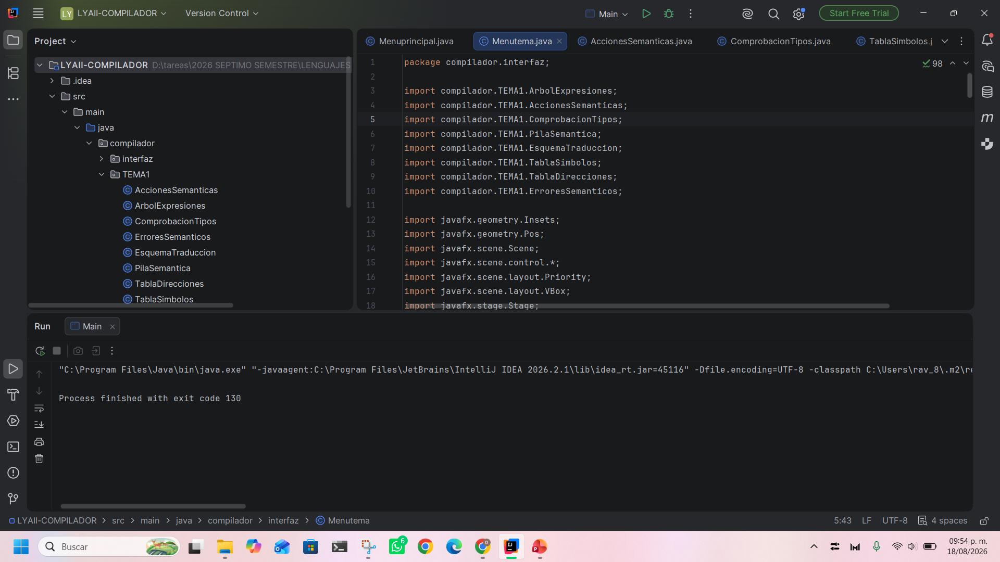 LY LYAII-COMPILADOR Version Control Main Start Free Trial
Project
LYAII-COMPILADOR D:\tareas\2026 SEPTIMO SEMESTRE\LENGUAJES
.idea
src
main
java
compilador
interfaz
TEMA1
AccionesSemanticas
ArbolExpresiones
ComprobacionTipos
ErroresSemanticos
EsquemaTraduccion
PilaSemantica
TablaDirecciones
TablaSimbolos
Menuprincipal.java Menutema.java AccionesSemanticas.java ComprobacionTipos.java TablaSimbolos.j
98
1 package compilador.interfaz;
2
3 import compilador.TEMA1.ArbolExpresiones;
4 import compilador.TEMA1.AccionesSemanticas;
5 import compilador.TEMA1.ComprobacionTipos;
6 import compilador.TEMA1.PilaSemantica;
7 import compilador.TEMA1.EsquemaTraduccion;
8 import compilador.TEMA1.TablaSimbolos;
9 import compilador.TEMA1.TablaDirecciones;
10 import compilador.TEMA1.ErroresSemanticos;
11
12 import javafx.geometry.Insets;
13 import javafx.geometry.Pos;
14 import javafx.scene.Scene;
15 import javafx.scene.control.*;
16 import javafx.scene.layout.Priority;
17 import javafx.scene.layout.VBox;
18 import javafx.stage.Stage;
Run Main
"C:\Program Files\Java\bin\java.exe" "-javaagent:C:\Program Files\JetBrains\IntelliJ IDEA 2026.2.1\lib\idea_rt.jar=45116" -Dfile.encoding=UTF-8 -classpath C:\Users\rav_8\.m2\re
Process finished with exit code 130
LYAII-COMPILADOR > src > main > java > compilador > interfaz > Menutema
5:43 LF UTF-8 4 spaces
Buscar
6
09:54 p. m.
18/08/2026